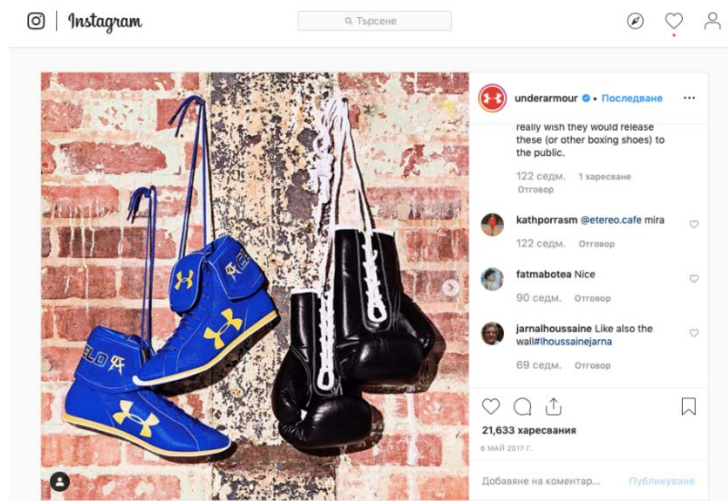 Instagram
Търсене
underarmour • Последване
really wish they would release
these (or other boxing shoes) to
the public.
122 седм. 1 харесване
Отговор
kathporrasm @etereo.cafe mira
122 седм. Отговор
fatmabotea Nice
90 седм. Отговор
jarnalhoussaine Like also the
wall#lhoussainejarna
69 седм. Отговор
21,633 харесвания
6 МАЙ 2017 Г.
Добавяне на коментар... Публикуване